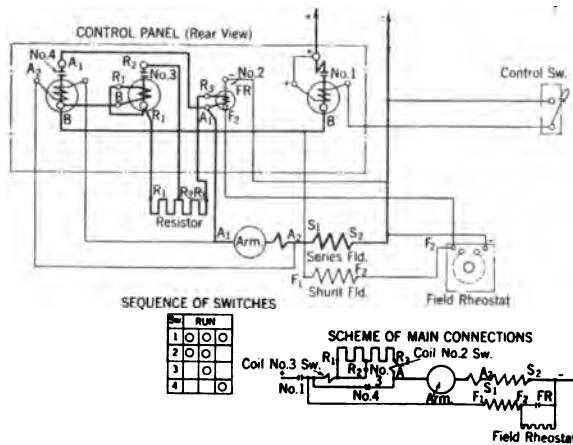 CONTROL PANEL (Rear View)
+
-
No.4 A1
A2
R2
R1 No.3
- No.2
R3 FR
No.1
+
Control Sw.
B
B R1
A1 F2
B
R1 R2 R3
Resistor
A1 Arm. A2 S1 S2
Series Fld.
F1 F2
Shunt Fld.
F2 -
Field Rheostat
SEQUENCE OF SWITCHES
Sw. RUN
1 O O O
2 O O
3 O
4 O
SCHEME OF MAIN CONNECTIONS
Coil No.3 Sw. R1 R3 Coil No.2 Sw.
R2 No.
+ No.1 3 A A2 S2 -
No.4 S1
Arm. F1 F2 FR
Field Rheostat